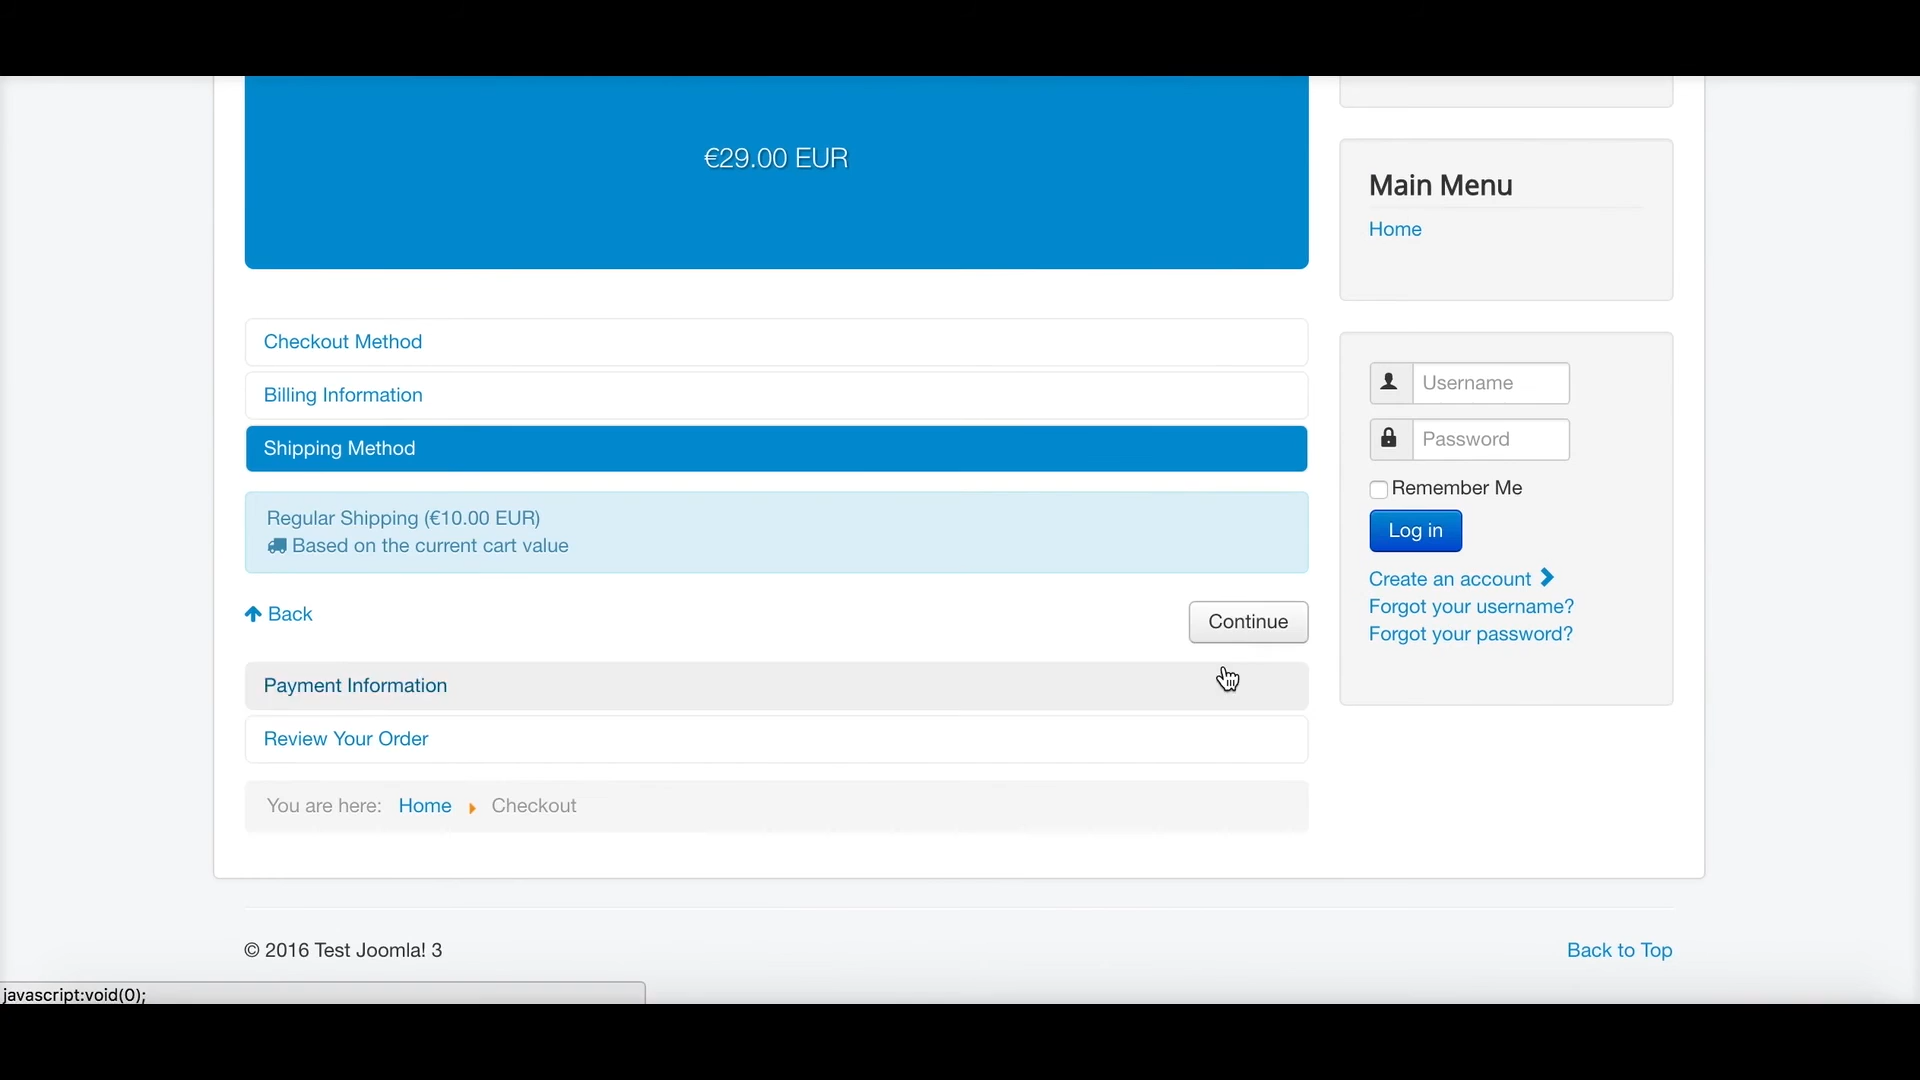 €29.00 EUR
Checkout Method
Billing Information
Shipping Method
Regular Shipping (€10.00 EUR)
Based on the current cart value
Back
Continue
Payment Information
Review Your Order
You are here: Home Checkout
Main Menu
Home
Username
Password
Remember Me
Log in
Create an account
Forgot your username?
Forgot your password?
© 2016 Test Joomla! 3
Back to Top
javascript:void(0);